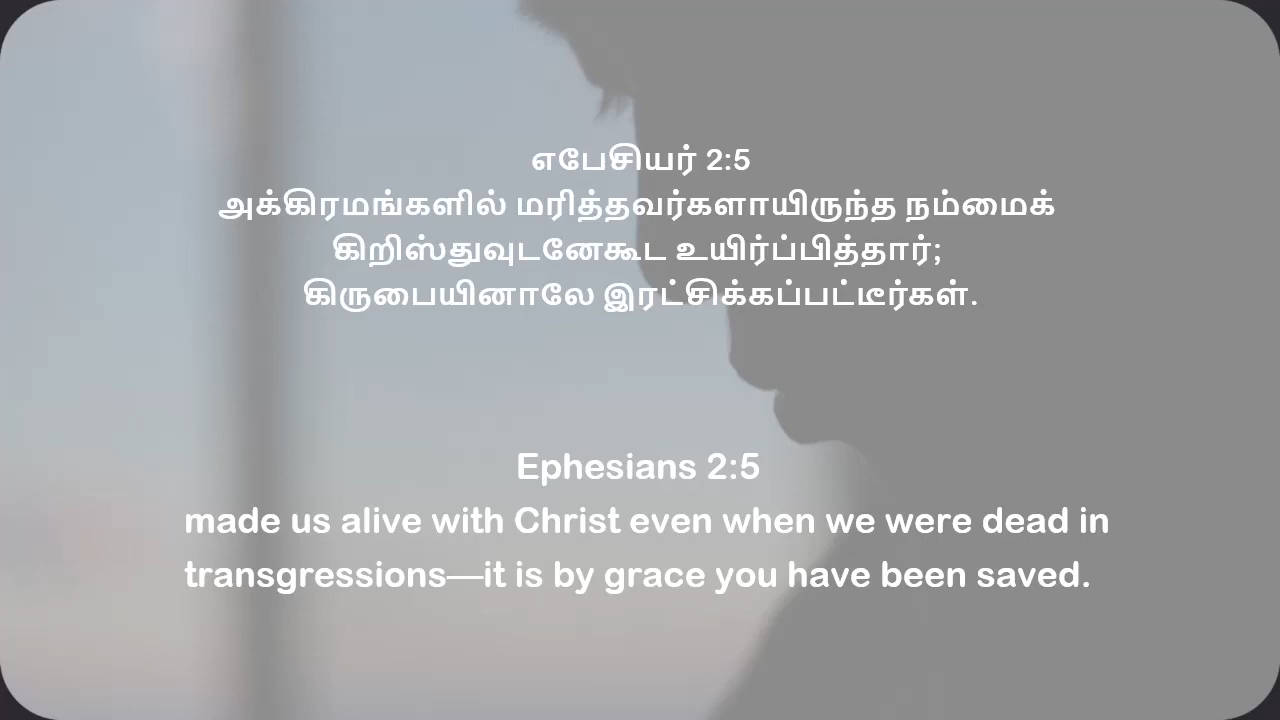 எபேசியர் 2:5
அக்கிரமங்களில் மரித்தவர்களாயிருந்த நம்மைக்
கிறிஸ்துவுடனேகூட உயிர்ப்பித்தார்;
கிருபையினாலே இரட்சிக்கப்பட்டீர்கள்.
Ephesians 2:5
made us alive with Christ even when we were dead in
transgressions—it is by grace you have been saved.